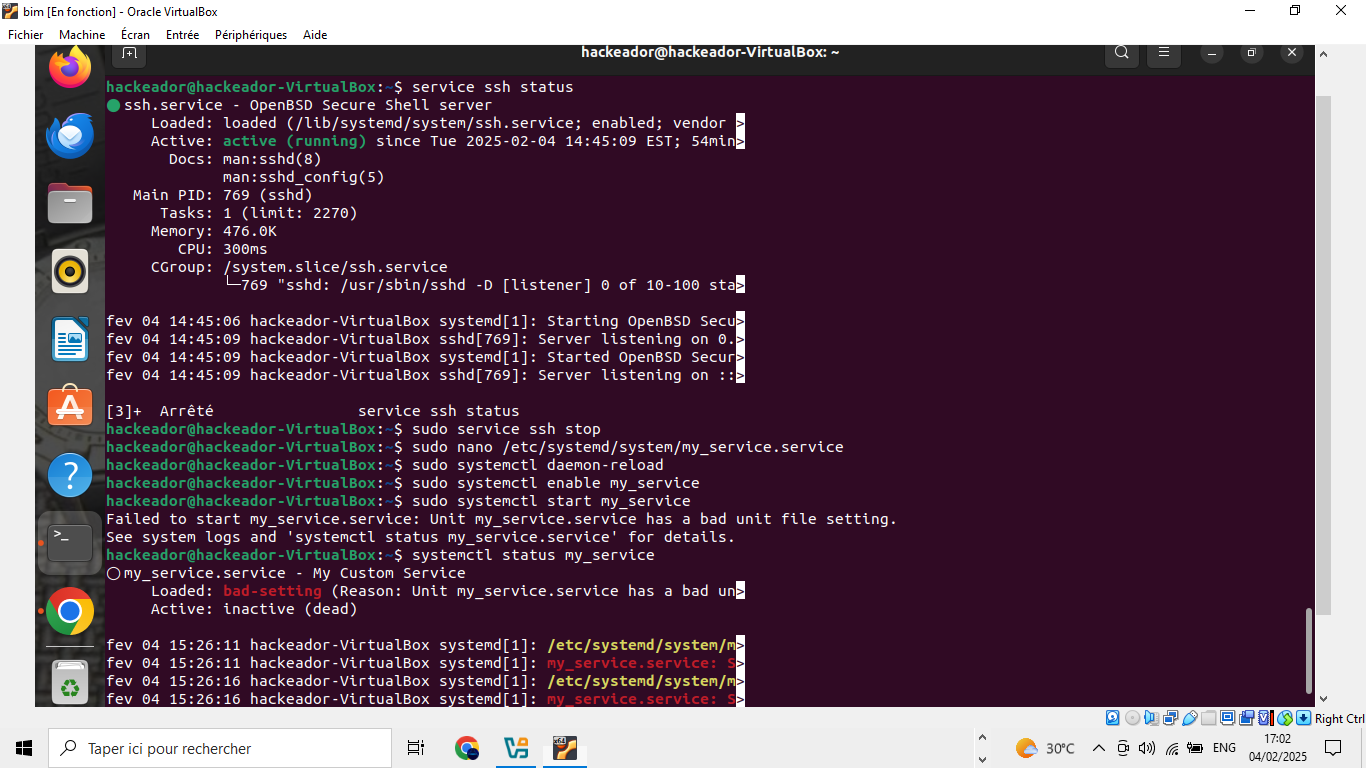 bim [En fonction] - Oracle VirtualBox
Fichier Machine Écran Entrée Périphériques Aide
hackeador@hackeador-VirtualBox: ~
hackeador@hackeador-VirtualBox:~$ service ssh status
ssh.service - OpenBSD Secure Shell server
Loaded: loaded (/lib/systemd/system/ssh.service; enabled; vendor >
Active: active (running) since Tue 2025-02-04 14:45:09 EST; 54min>
Docs: man:sshd(8)
man:sshd_config(5)
Main PID: 769 (sshd)
Tasks: 1 (limit: 2270)
Memory: 476.0K
CPU: 300ms
CGroup: /system.slice/ssh.service
└─769 "sshd: /usr/sbin/sshd -D [listener] 0 of 10-100 sta>
fev 04 14:45:06 hackeador-VirtualBox systemd[1]: Starting OpenBSD Secu>
fev 04 14:45:09 hackeador-VirtualBox sshd[769]: Server listening on 0.>
fev 04 14:45:09 hackeador-VirtualBox systemd[1]: Started OpenBSD Secur>
fev 04 14:45:09 hackeador-VirtualBox sshd[769]: Server listening on ::>
[3]+  Arrêté                service ssh status
hackeador@hackeador-VirtualBox:~$ sudo service ssh stop
hackeador@hackeador-VirtualBox:~$ sudo nano /etc/systemd/system/my_service.service
hackeador@hackeador-VirtualBox:~$ sudo systemctl daemon-reload
hackeador@hackeador-VirtualBox:~$ sudo systemctl enable my_service
hackeador@hackeador-VirtualBox:~$ sudo systemctl start my_service
Failed to start my_service.service: Unit my_service.service has a bad unit file setting.
See system logs and 'systemctl status my_service.service' for details.
hackeador@hackeador-VirtualBox:~$ systemctl status my_service
my_service.service - My Custom Service
Loaded: bad-setting (Reason: Unit my_service.service has a bad un>
Active: inactive (dead)
fev 04 15:26:11 hackeador-VirtualBox systemd[1]: /etc/systemd/system/m>
fev 04 15:26:11 hackeador-VirtualBox systemd[1]: my_service.service: S>
fev 04 15:26:16 hackeador-VirtualBox systemd[1]: /etc/systemd/system/m>
fev 04 15:26:16 hackeador-VirtualBox systemd[1]: my_service.service: S>
Right Ctrl
Taper ici pour rechercher
30°C
ENG
17:02
04/02/2025